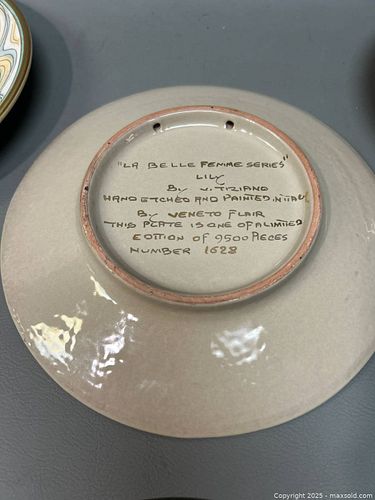 "LA BELLE FEMME SERIES"
LILY
By V. TIZIANO
HAND ETCHED AND PAINTED IN ITALY
By VENETO FLAIR
THIS PLATE IS ONE OF A LIMITED
EDITION OF 9500 PIECES
NUMBER 1628
Copyright 2025 - maxsold.com